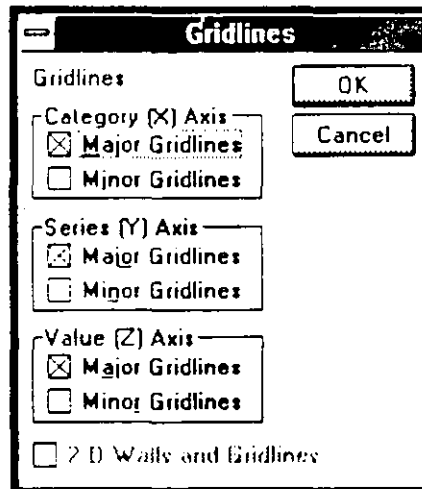 Gridlines
Gridlines
OK
Cancel
Category (X) Axis
Major Gridlines
Minor Gridlines
Series (Y) Axis
Major Gridlines
Minor Gridlines
Value (Z) Axis
Major Gridlines
Minor Gridlines
2-D Walls and Gridlines